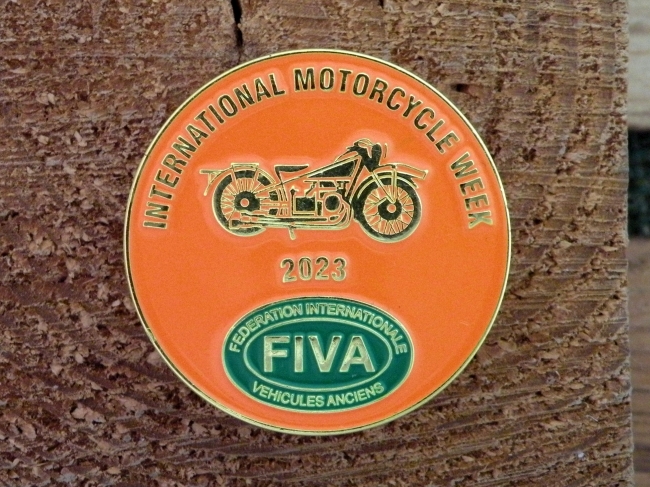 INTERNATIONAL MOTORCYCLE WEEK
2023
FEDERATION INTERNATIONALE
FIVA
VEHICULES ANCIENS